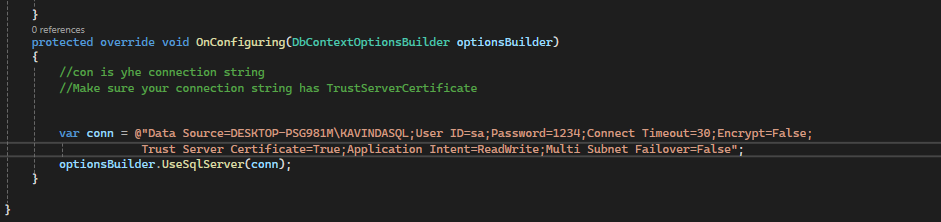 }
0 references
protected override void OnConfiguring(DbContextOptionsBuilder optionsBuilder)
{
//con is yhe connection string
//Make sure your connection string has TrustServerCertificate
var conn = @"Data Source=DESKTOP-PSG981M\KAVINDASQL;User ID=sa;Password=1234;Connect Timeout=30;Encrypt=False;
Trust Server Certificate=True;Application Intent=ReadWrite;Multi Subnet Failover=False";
optionsBuilder.UseSqlServer(conn);
}
}